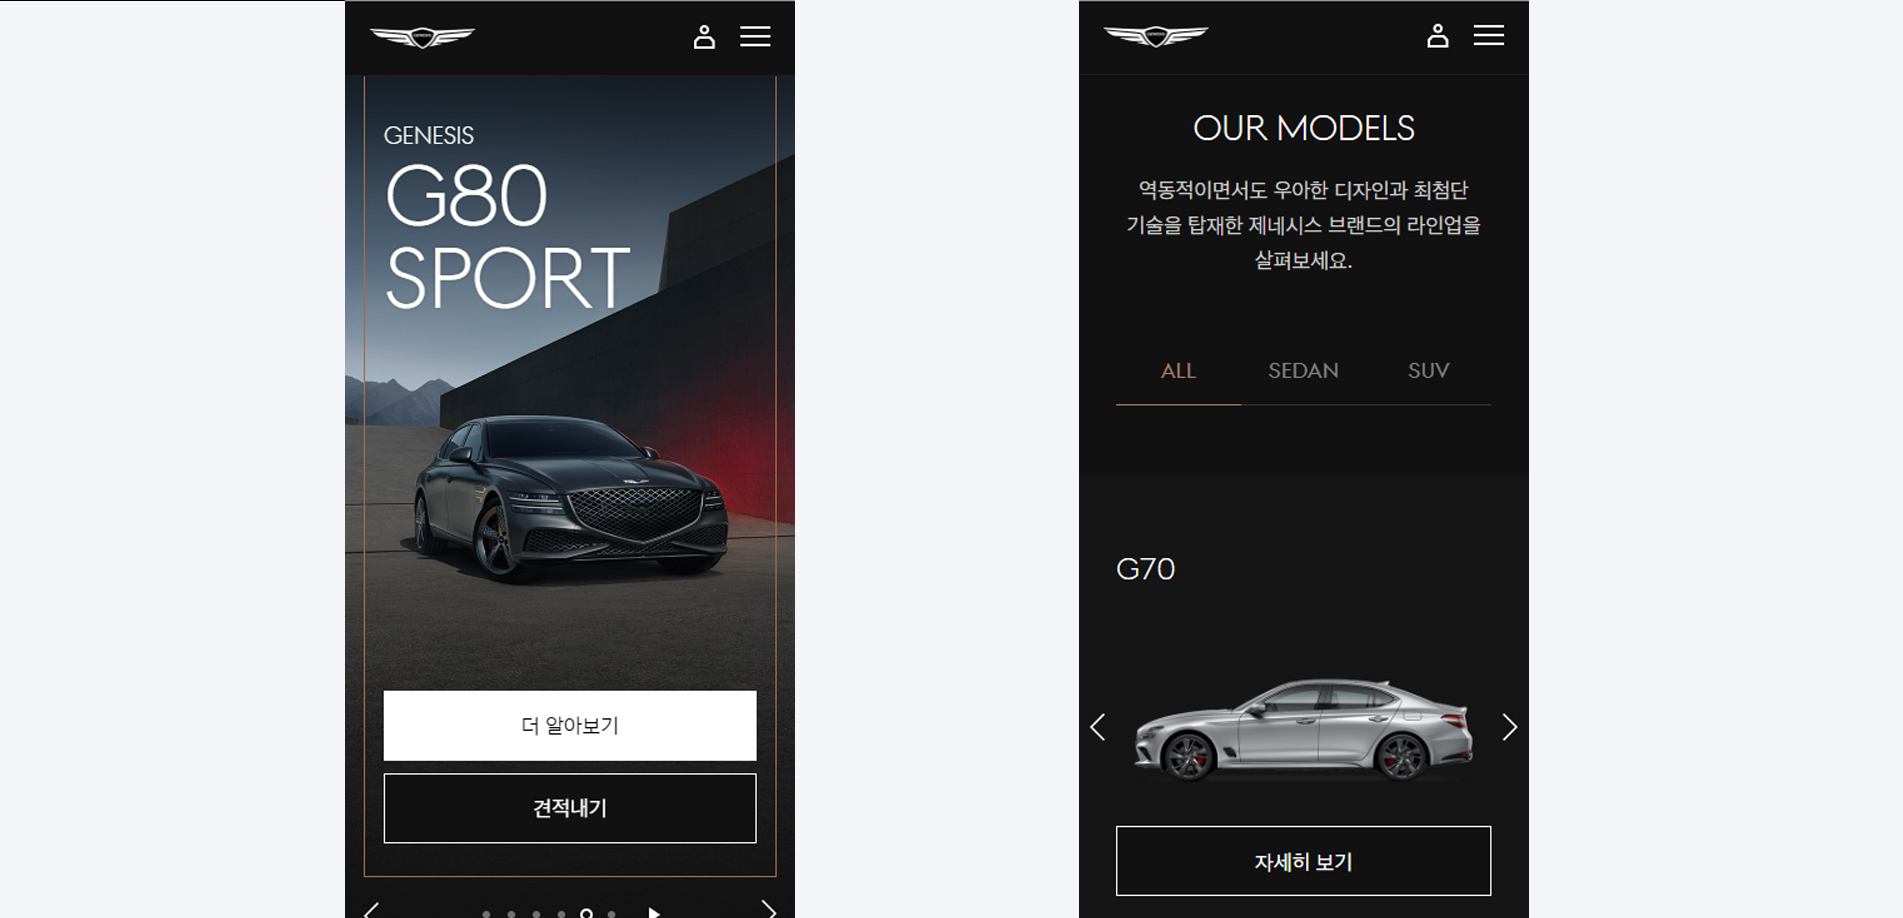 GENESIS
G80
SPORT
더 알아보기
견적내기
OUR MODELS
역동적이면서도 우아한 디자인과 최첨단
기술을 탑재한 제네시스 브랜드의 라인업을
살펴보세요.
ALL SEDAN SUV
G70
자세히 보기